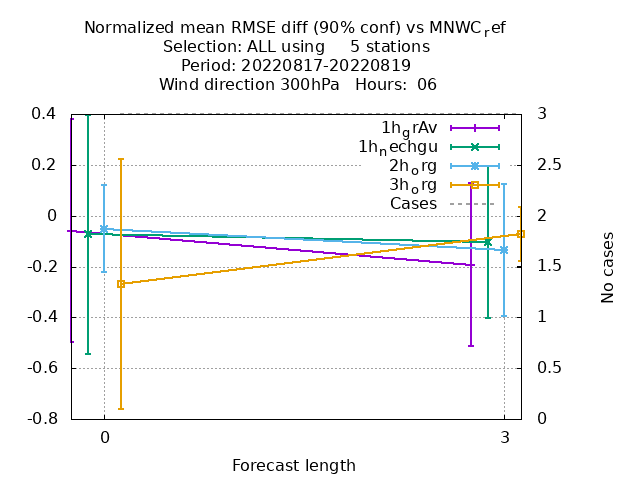 Normalized mean RMSE diff (90% conf) vs MNWC_ref
Selection: ALL using     5 stations
Period: 20220817-20220819
Wind direction 300hPa   Hours:  06
0.4
0.2
0
-0.2
-0.4
-0.6
-0.8
3
2.5
2
1.5
1
0.5
0
1h_grAv
1h_nechgu
2h_org
3h_org
Cases
No cases
0
3
Forecast length